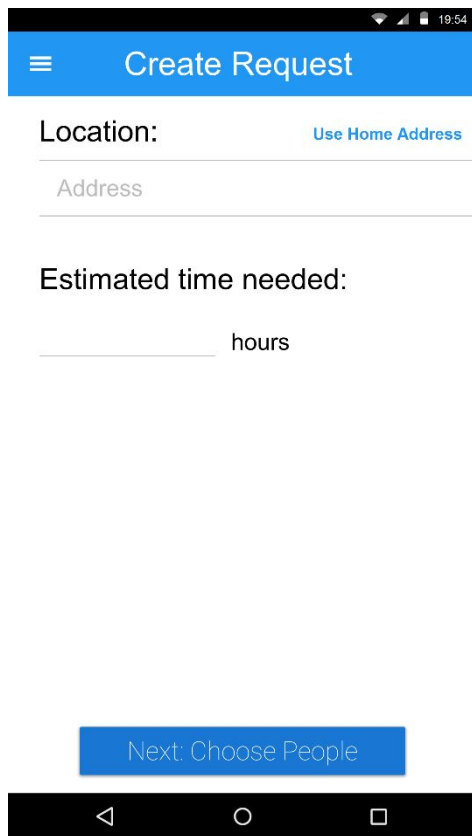 19:54
Create Request
Location: Use Home Address
Address
Estimated time needed:
hours
Next: Choose People